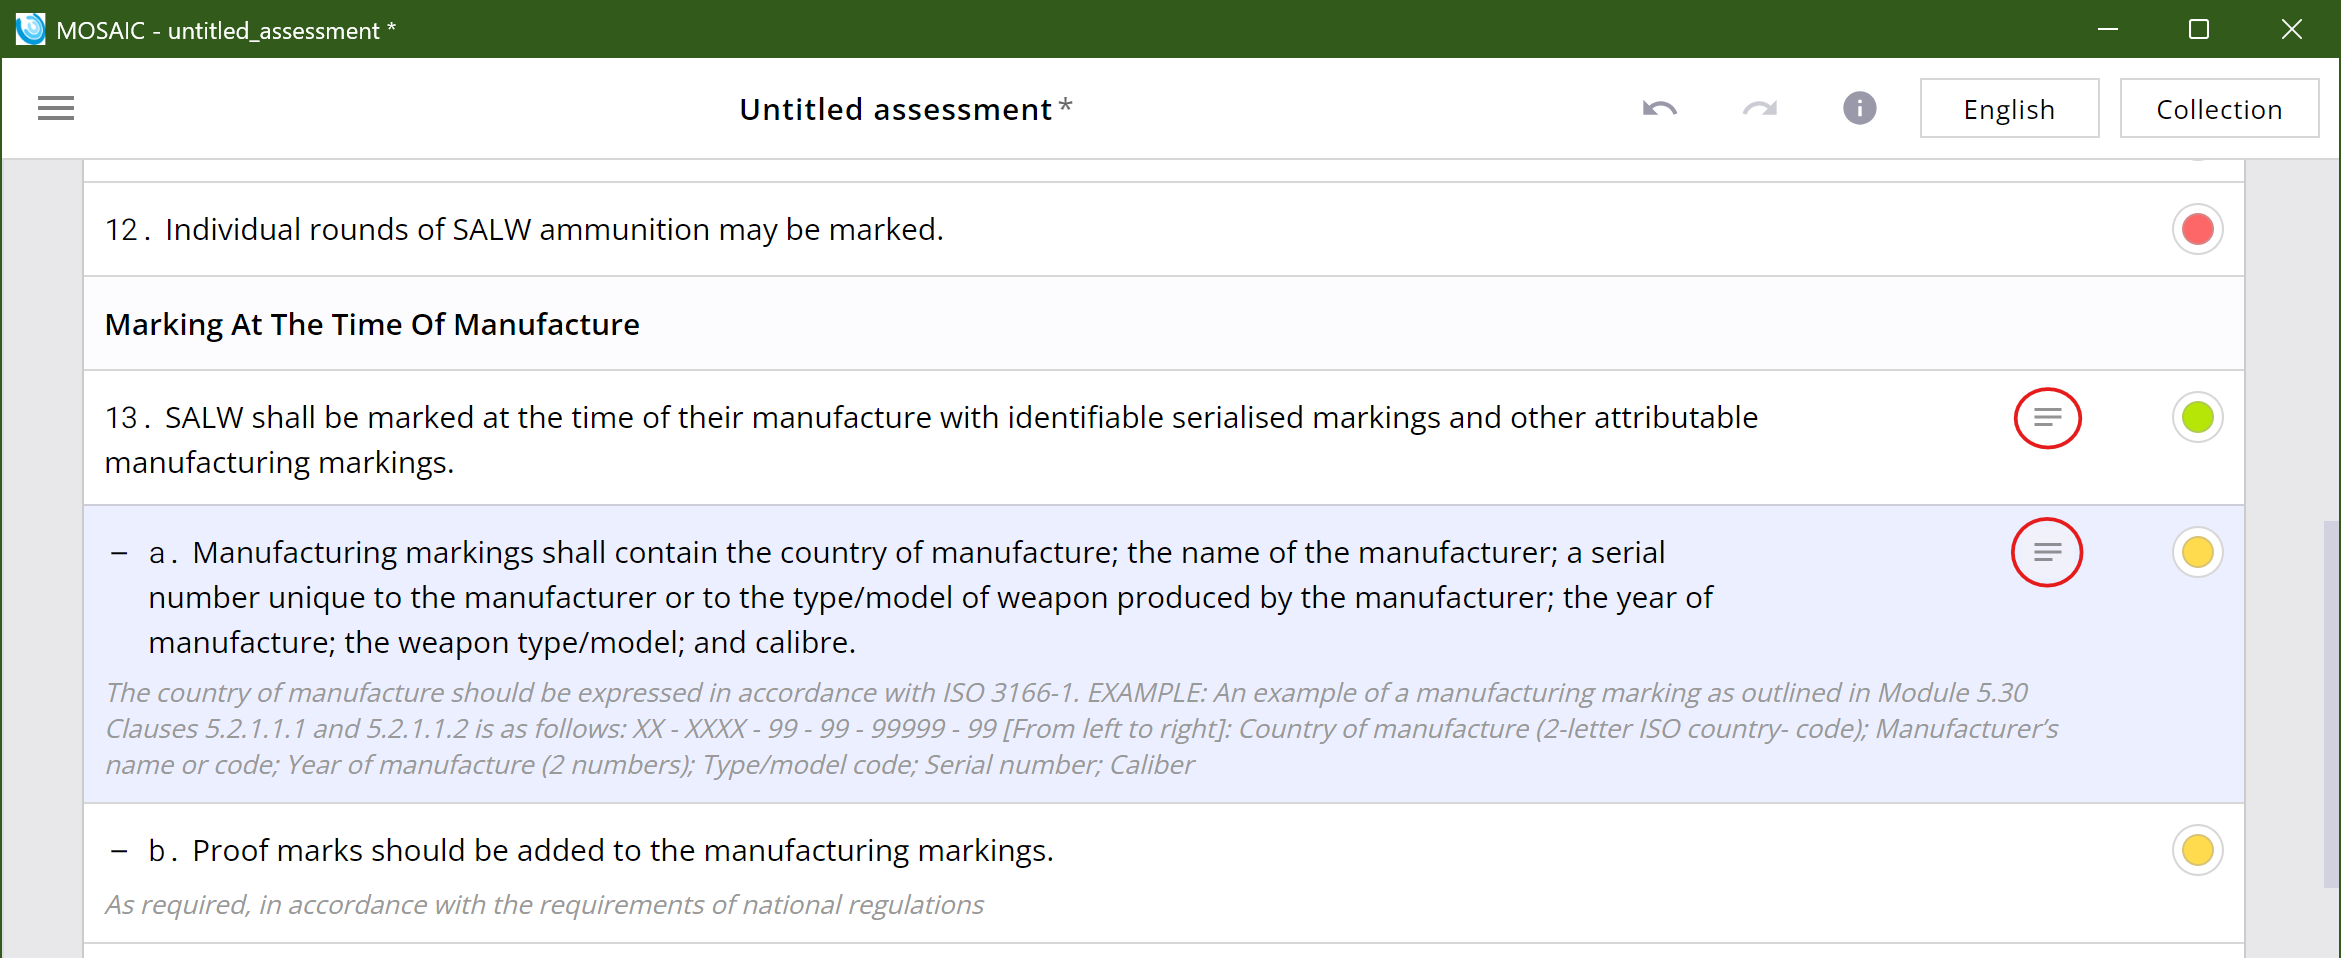 MOSAIC - untitled_assessment *
Untitled assessment *
English
Collection
12. Individual rounds of SALW ammunition may be marked.
Marking At The Time Of Manufacture
13. SALW shall be marked at the time of their manufacture with identifiable serialised markings and other attributable
manufacturing markings.
– a. Manufacturing markings shall contain the country of manufacture; the name of the manufacturer; a serial
number unique to the manufacturer or to the type/model of weapon produced by the manufacturer; the year of
manufacture; the weapon type/model; and calibre.
The country of manufacture should be expressed in accordance with ISO 3166-1. EXAMPLE: An example of a manufacturing marking as outlined in Module 5.30
Clauses 5.2.1.1.1 and 5.2.1.1.2 is as follows: XX - XXXX - 99 - 99 - 99999 - 99 [From left to right]: Country of manufacture (2-letter ISO country- code); Manufacturer’s
name or code; Year of manufacture (2 numbers); Type/model code; Serial number; Caliber
– b. Proof marks should be added to the manufacturing markings.
As required, in accordance with the requirements of national regulations